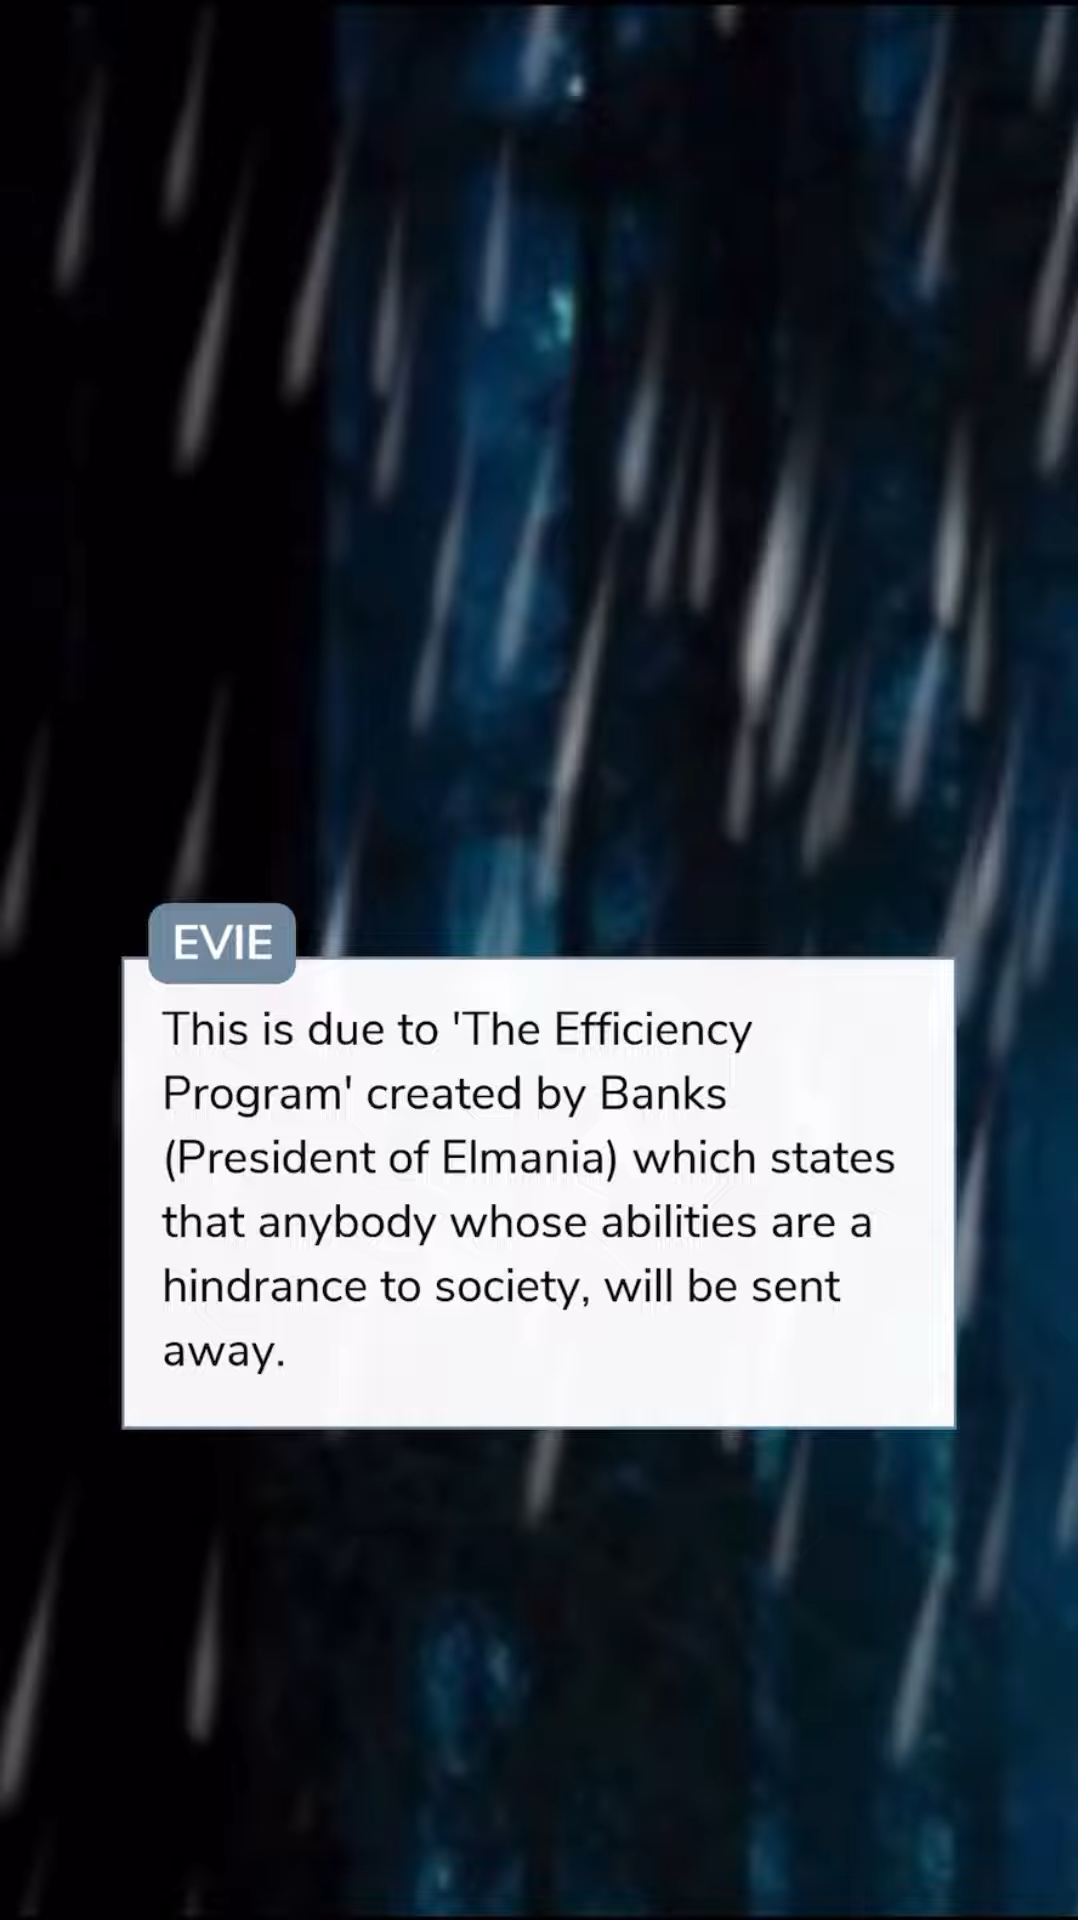 EVIE
This is due to 'The Efficiency
Program' created by Banks
(President of Elmania) which states
that anybody whose abilities are a
hindrance to society, will be sent
away.